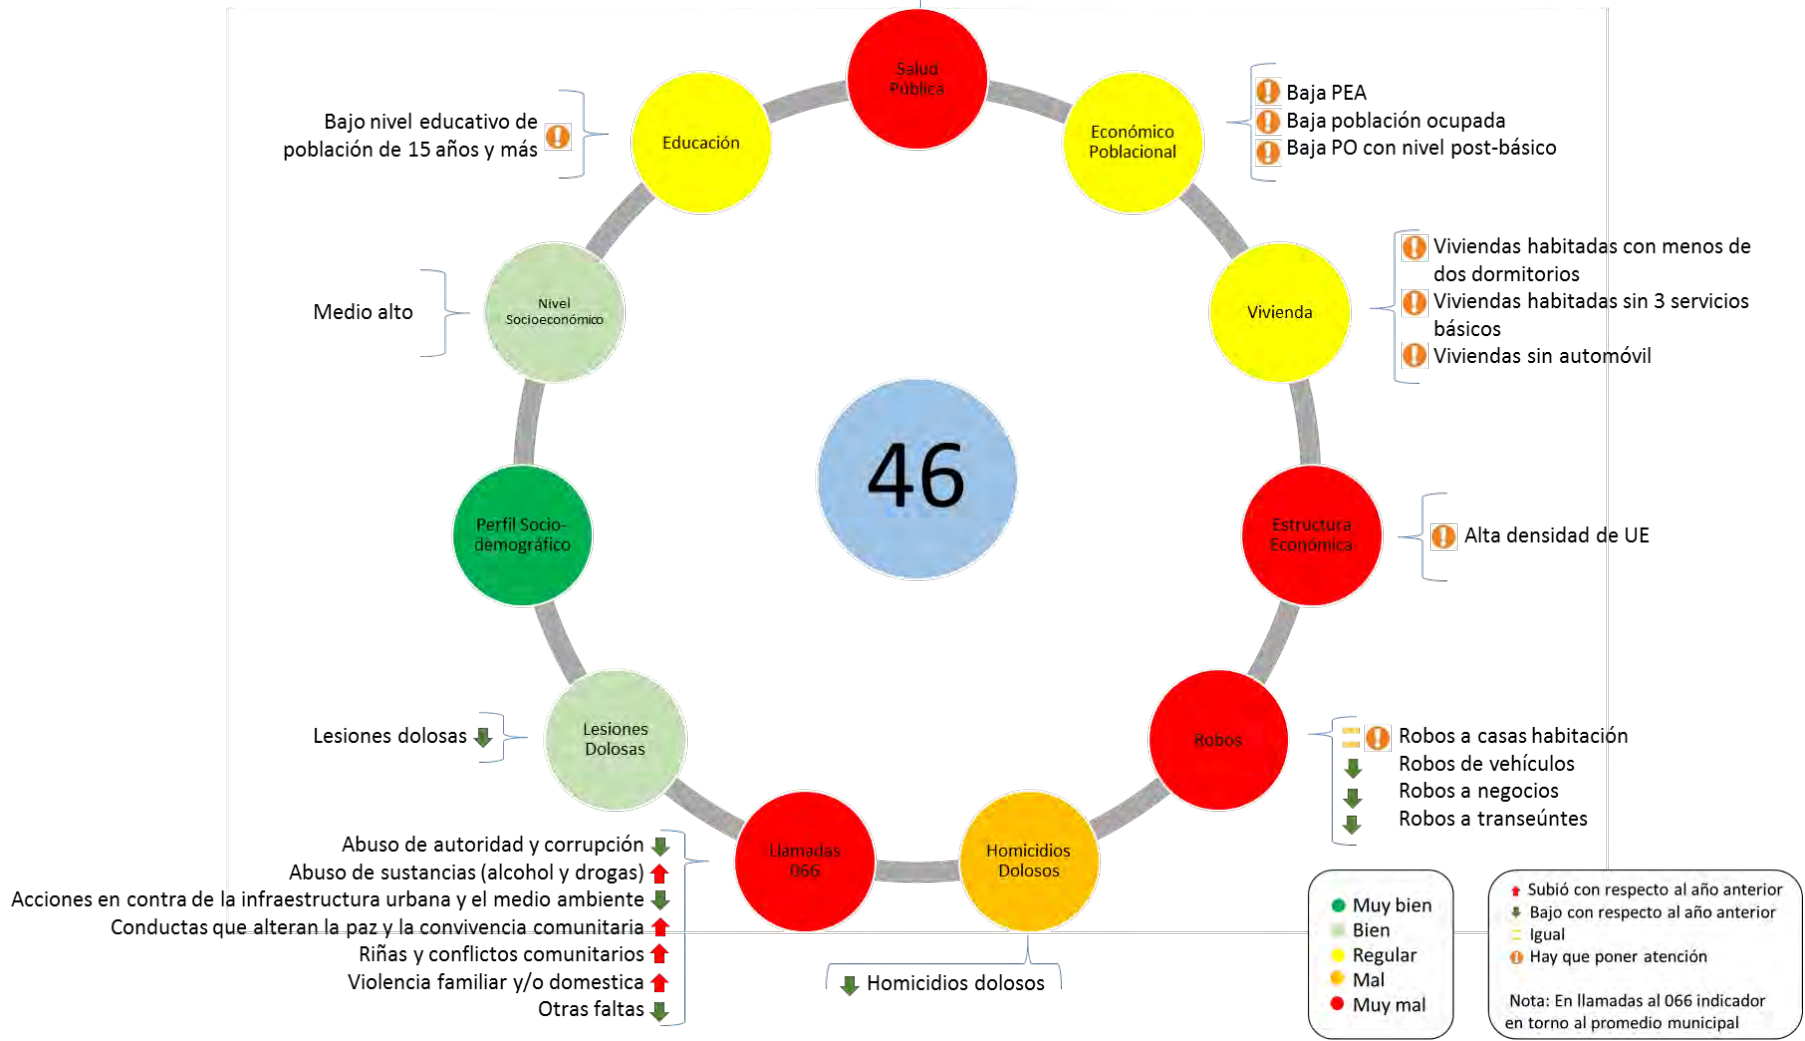 Salud
Pública
Económico
Poblacional
Baja PEA
Baja población ocupada
Baja PO con nivel post-básico
Vivienda
Viviendas habitadas con menos de
dos dormitorios
Viviendas habitadas sin 3 servicios
básicos
Viviendas sin automóvil
Estructura
Económica
Alta densidad de UE
Robos
Robos a casas habitación
Robos de vehículos
Robos a negocios
Robos a transeúntes
Homicidios
Dolosos
Homicidios dolosos
Llamadas
066
Abuso de autoridad y corrupción
Abuso de sustancias (alcohol y drogas)
Acciones en contra de la infraestructura urbana y el medio ambiente
Conductas que alteran la paz y la convivencia comunitaria
Riñas y conflictos comunitarios
Violencia familiar y/o domestica
Otras faltas
Lesiones
Dolosas
Lesiones dolosas
Perfil Socio-
demográfico
Nivel
Socioeconómico
Medio alto
Educación
Bajo nivel educativo de
población de 15 años y más
46
Muy bien
Bien
Regular
Mal
Muy mal
Subió con respecto al año anterior
Bajo con respecto al año anterior
Igual
Hay que poner atención
Nota: En llamadas al 066 indicador
en torno al promedio municipal